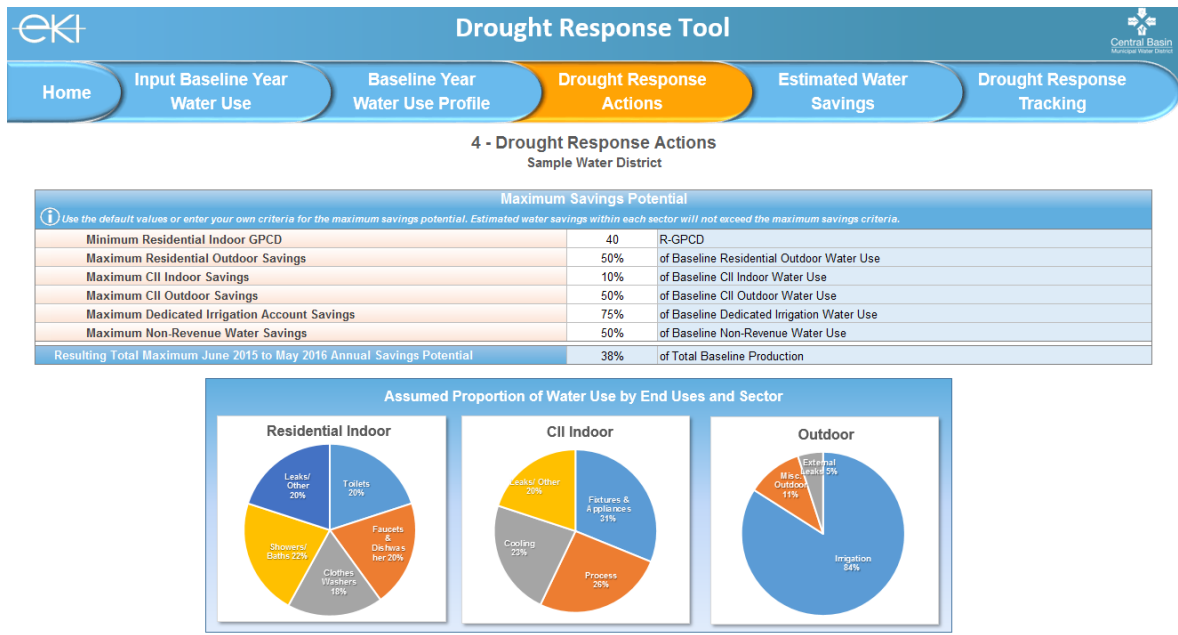 EKI
Drought Response Tool
Central Basin
Municipal Water District
Home
Input Baseline Year
Water Use
Baseline Year
Water Use Profile
Drought Response
Actions
Estimated Water
Savings
Drought Response
Tracking
4 - Drought Response Actions
Sample Water District
Maximum Savings Potential
Use the default values or enter your own criteria for the maximum savings potential. Estimated water savings within each sector will not exceed the maximum savings criteria.
Minimum Residential Indoor GPCD 40 R-GPCD
Maximum Residential Outdoor Savings 50% of Baseline Residential Outdoor Water Use
Maximum CII Indoor Savings 10% of Baseline CII Indoor Water Use
Maximum CII Outdoor Savings 50% of Baseline CII Outdoor Water Use
Maximum Dedicated Irrigation Account Savings 75% of Baseline Dedicated Irrigation Water Use
Maximum Non-Revenue Water Savings 50% of Baseline Non-Revenue Water Use
Resulting Total Maximum June 2015 to May 2016 Annual Savings Potential 38% of Total Baseline Production
Assumed Proportion of Water Use by End Uses and Sector
Residential Indoor
Leaks/
Other
20%
Toilets
20%
Faucets
&
Dishwas
her 20%
Clothes
Washers
18%
Showers/
Baths 22%
CII Indoor
Leaks/ Other
20%
Fixtures &
Appliances
31%
Process
26%
Cooling
23%
Outdoor
External
Leaks 5%
Misc.
Outdoor
11%
Irrigation
84%